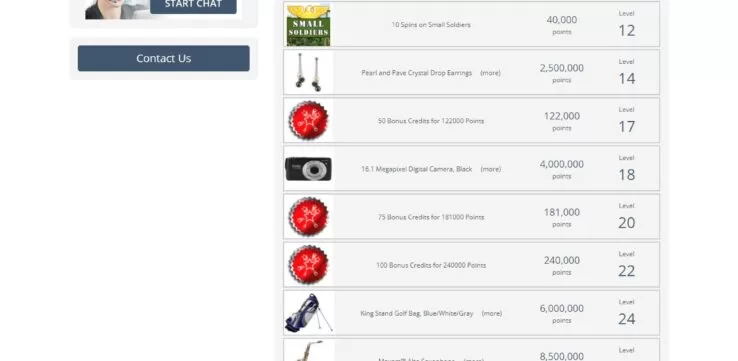 START CHAT
Contact Us
SMALL
SOLDIERS
10 Spins on Small Soldiers
40,000
points
Level
12
Pearl and Pave Crystal Drop Earrings (more)
2,500,000
points
Level
14
50 Bonus Credits for 122000 Points
122,000
points
Level
17
16.1 Megapixel Digital Camera, Black (more)
4,000,000
points
Level
18
75 Bonus Credits for 181000 Points
181,000
points
Level
20
100 Bonus Credits for 240000 Points
240,000
points
Level
22
King Stand Golf Bag, Blue/White/Gray (more)
6,000,000
points
Level
24
(more)
8,500,000
Level